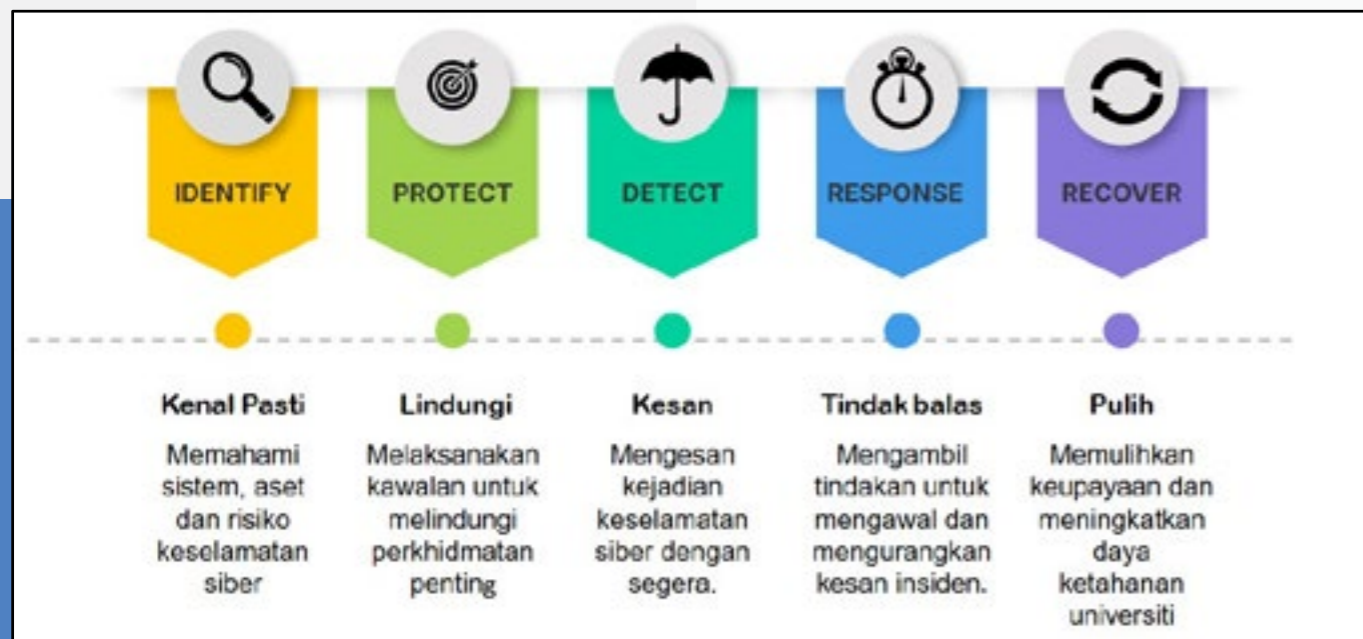 IDENTIFY
PROTECT
DETECT
RESPONSE
RECOVER
Kenal Pasti
Memahami
sistem, aset
dan risiko
keselamatan
siber
Lindungi
Melaksanakan
kawalan untuk
melindungi
perkhidmatan
penting
Kesan
Mengesan
kejadian
keselamatan
siber dengan
segera.
Tindak balas
Mengambil
tindakan untuk
mengawal dan
mengurangkan
kesan insiden.
Pulih
Memulihkan
keupayaan dan
meningkatkan
daya
ketahanan
universiti